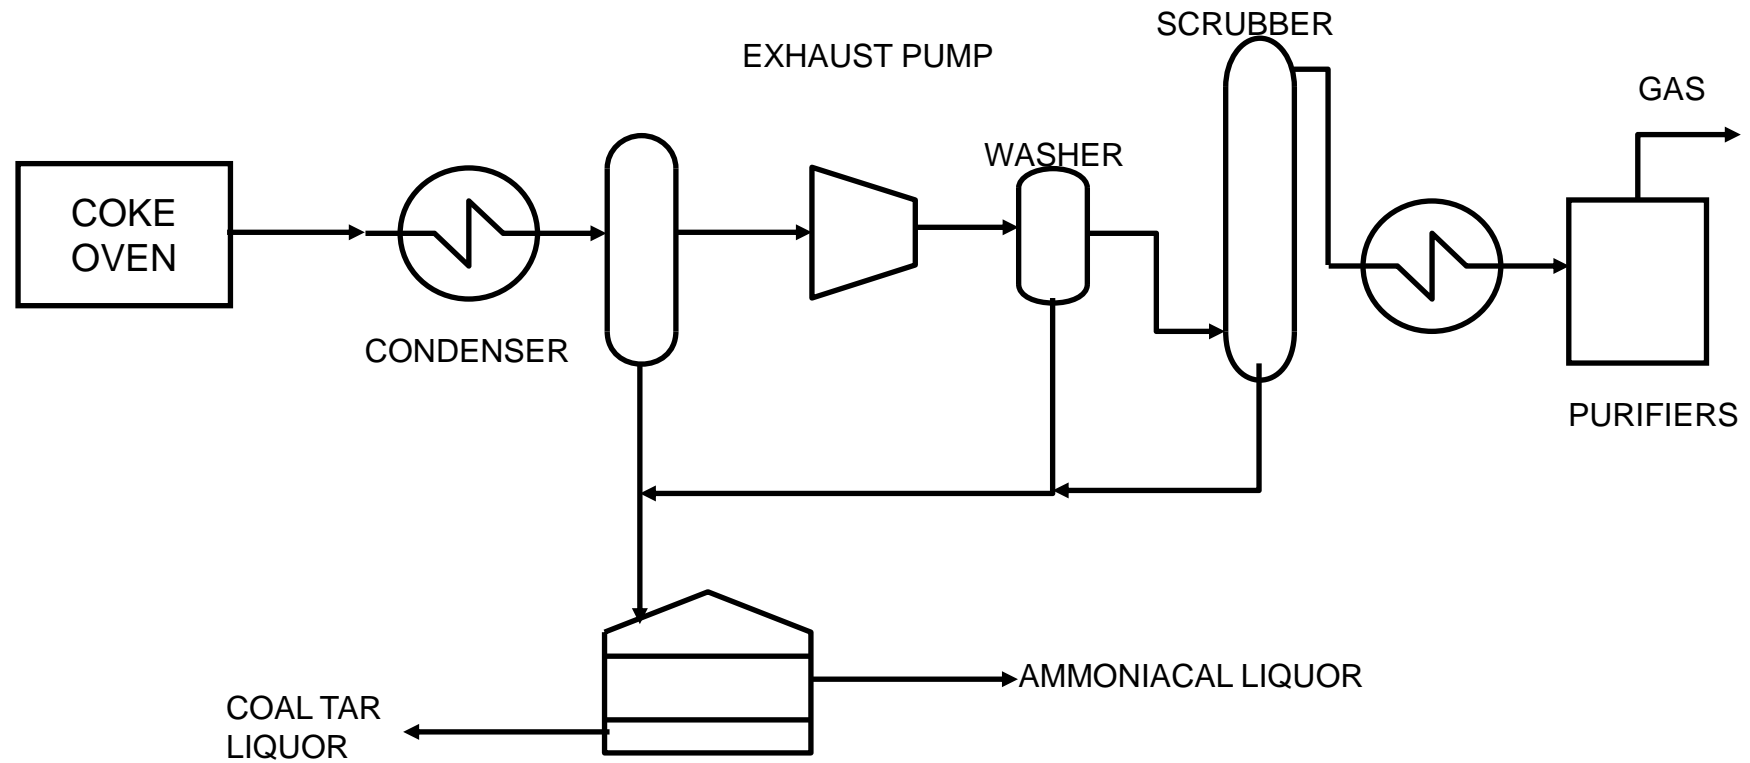 SCRUBBER
EXHAUST PUMP
GAS
WASHER
COKE
OVEN
CONDENSER
PURIFIERS
AMMONIACAL LIQUOR
COAL TAR
LIQUOR